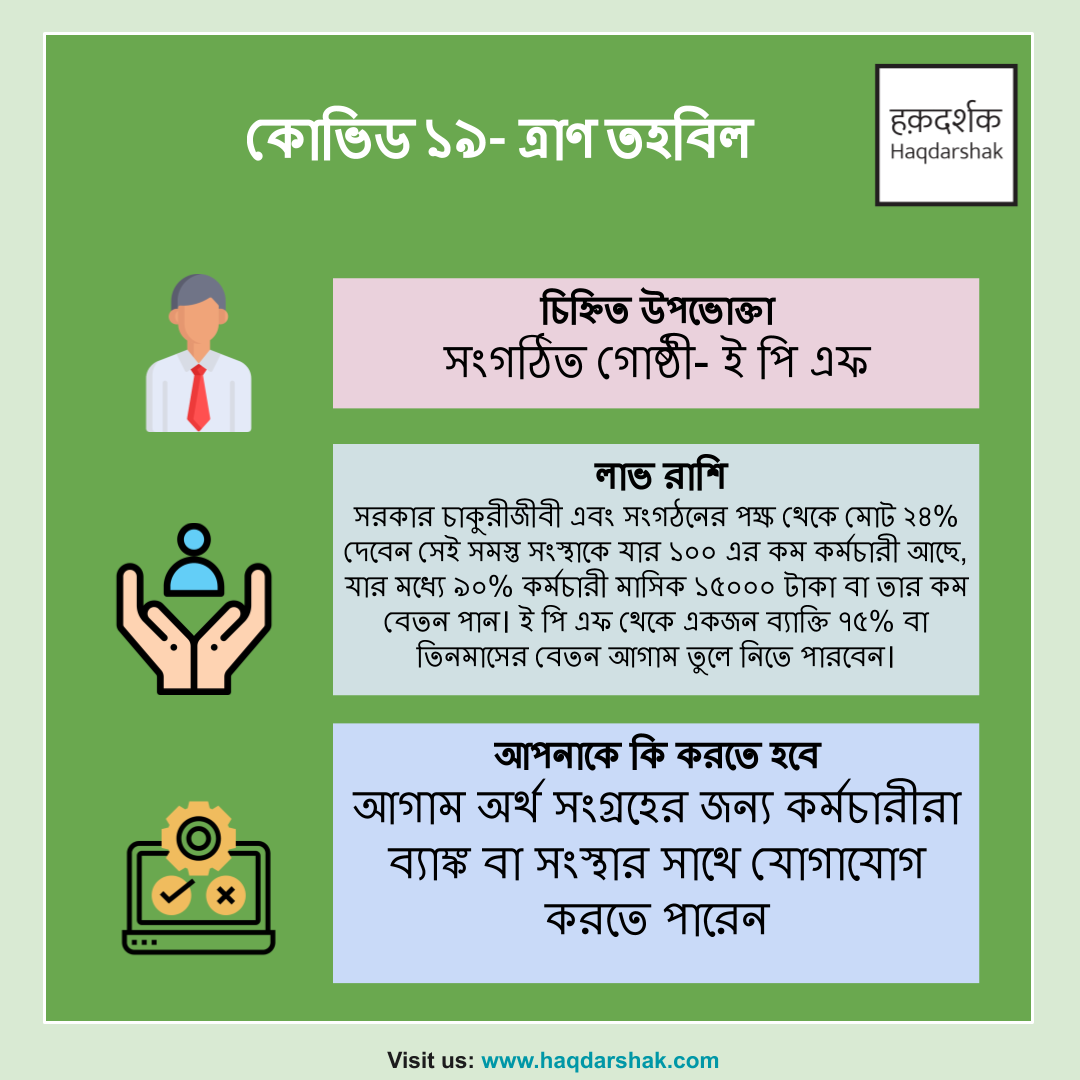 কোভিড ১৯- ত্রাণ তহবিল
हक़दर्शक
Haqdarshak
চিহ্নিত উপভোক্তা
সংগঠিত গোষ্ঠী- ই পি এফ
লাভ রাশি
সরকার চাকুরীজীবী এবং সংগঠনের পক্ষ থেকে মোট ২৪%
দেবেন সেই সমস্ত সংস্থাকে যার ১০০ এর কম কর্মচারী আছে,
যার মধ্যে ৯০% কর্মচারী মাসিক ১৫০০০ টাকা বা তার কম
বেতন পান। ই পি এফ থেকে একজন ব্যাক্তি ৭৫% বা
তিনমাসের বেতন আগাম তুলে নিতে পারবেন।
আপনাকে কি করতে হবে
আগাম অর্থ সংগ্রহের জন্য কর্মচারীরা
ব্যাঙ্ক বা সংস্থার সাথে যোগাযোগ
করতে পারেন
Visit us: www.haqdarshak.com